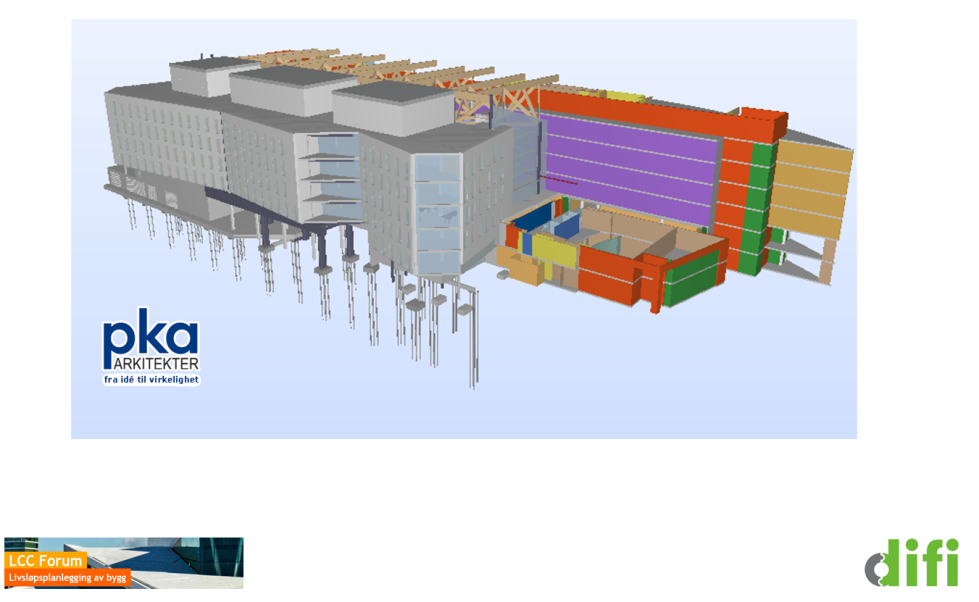 pka
ARKITEKTER
fra idé til virkelighet
LCC Forum
Livsløpsplanlegging av bygg
difi